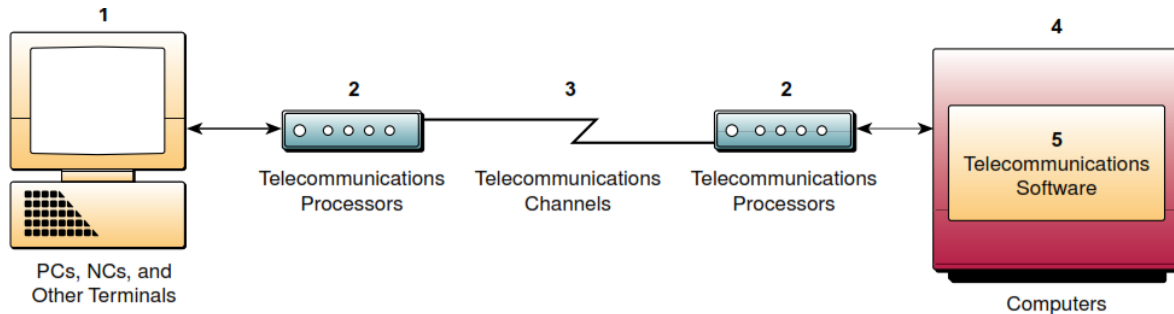 1
2
3
2
4
5
Telecommunications
Software
Telecommunications
Processors
Telecommunications
Channels
Telecommunications
Processors
PCs, NCs, and
Other Terminals
Computers